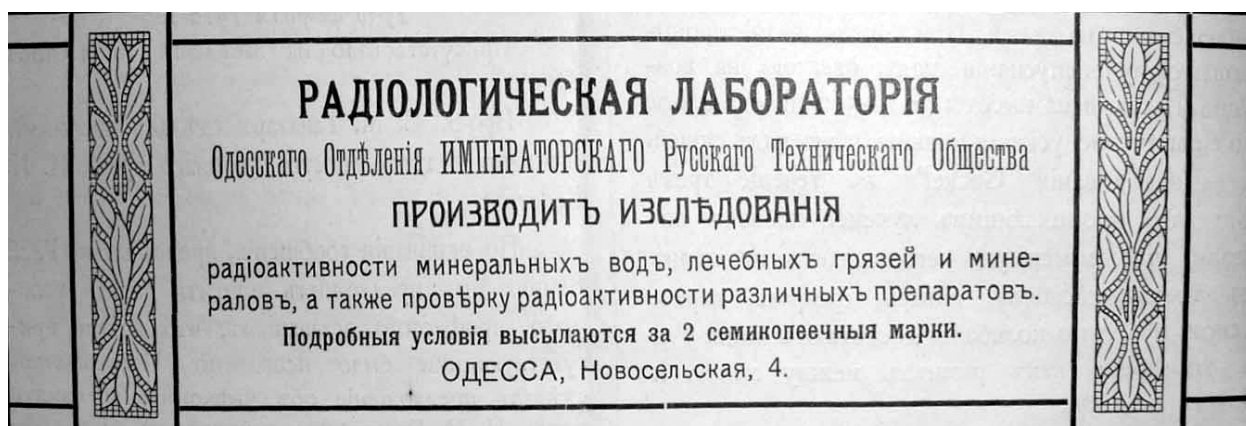 РАДІОЛОГИЧЕСКАЯ ЛАБОРАТОРІЯ
Одесскаго Отдѣленія ИМПЕРАТОРСКАГО Русскаго Техническаго Общества
ПРОИЗВОДИТЪ ИЗСЛѢДОВАНІЯ
радіоактивности минеральныхъ водъ, лечебныхъ грязей и мине-
раловъ, а также провѣрку радіоактивности различныхъ препаратовъ.
Подробныя условія высылаются за 2 семикопеечныя марки.
ОДЕССА, Новосельская, 4.